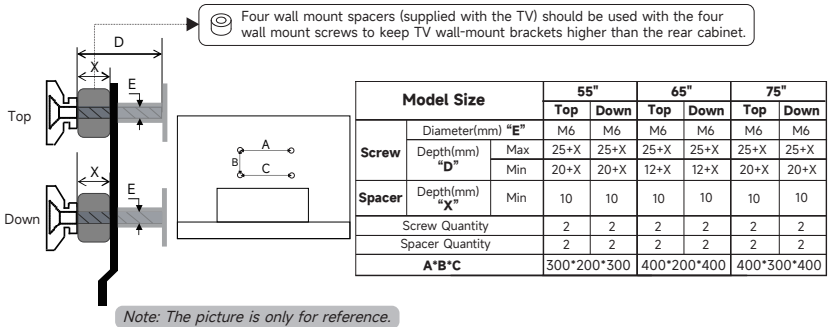 Four wall mount spacers (supplied with the TV) should be used with the four
wall mount screws to keep TV wall-mount brackets higher than the rear cabinet.
D
X
E
Top
X
E
Down
A
B
C
Model Size 55" 65" 75"
Top Down Top Down Top Down
Screw Diameter(mm) “E” M6 M6 M6 M6 M6 M6
Depth(mm) “D” Max 25+X 25+X 25+X 25+X 25+X 25+X
Min 20+X 20+X 12+X 12+X 20+X 20+X
Spacer Depth(mm) “X” Min 10 10 10 10 10 10
Screw Quantity 2 2 2 2 2 2
Spacer Quantity 2 2 2 2 2 2
A*B*C 300*200*300 400*200*400 400*300*400
Note: The picture is only for reference.